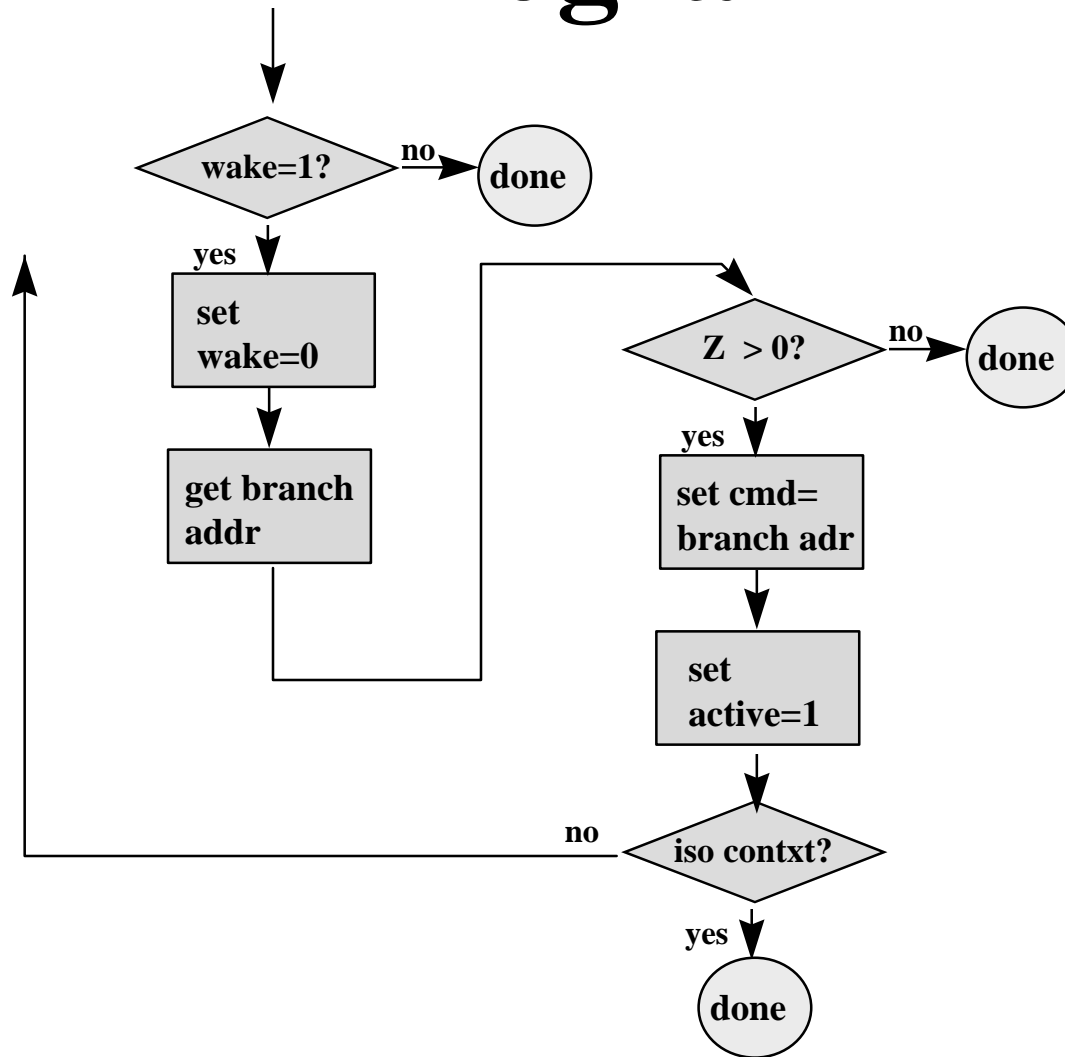 wake=1?
no
done
yes
set
wake=0
get branch
addr
Z > 0?
no
done
yes
set cmd=
branch adr
set
active=1
no
iso contxt?
yes
done